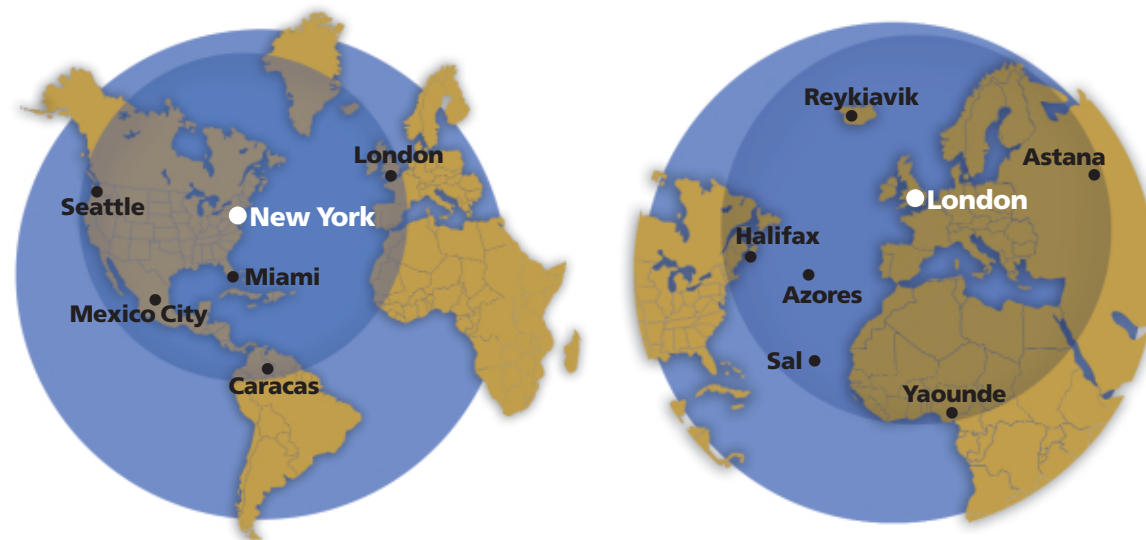 London
Seattle
New York
Miami
Mexico City
Caracas
Reykiavik
Astana
London
Halifax
Azores
Sal
Yaounde